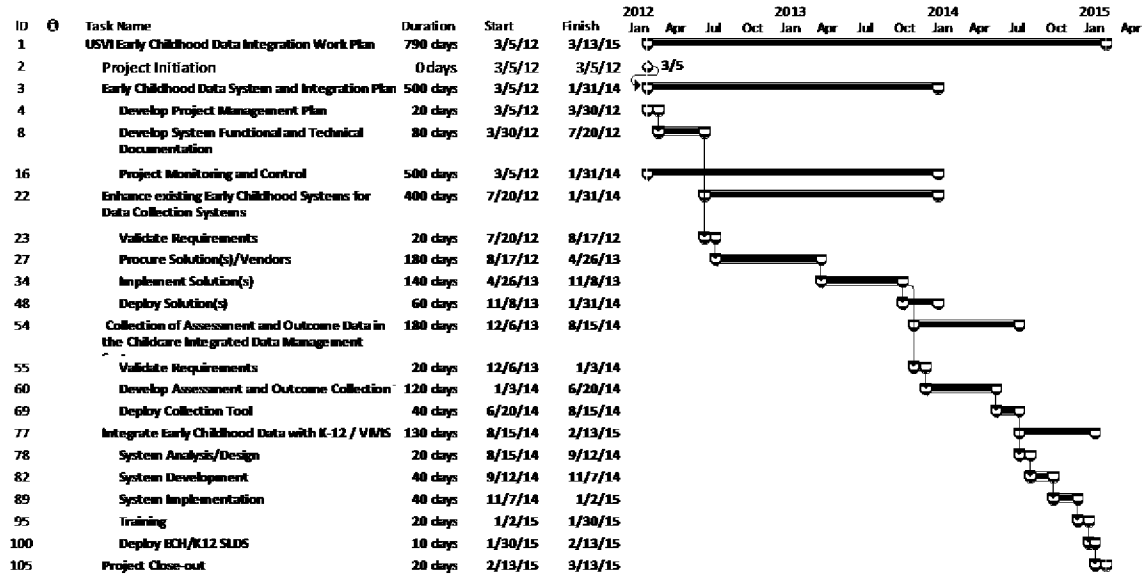 2012 2013 2014 2015
ID Task Name Duration Start Finish Jan Apr Jul Oct Jan Apr Jul Oct Jan Apr Jul Oct Jan Apr
1 USVI Early Childhood Data Integration Work Plan 790 days 3/5/12 3/13/15
2 Project Initiation 0 days 3/5/12 3/5/12 3/5
3 Early Childhood Data System and Integration Plan 500 days 3/5/12 1/31/14
4 Develop Project Management Plan 20 days 3/5/12 3/30/12
8 Develop System Functional and Technical 80 days 3/30/12 7/20/12
Documentation
16 Project Monitoring and Control 500 days 3/5/12 1/31/14
22 Enhance existing Early Childhood Systems for 400 days 7/20/12 1/31/14
Data Collection Systems
23 Validate Requirements 20 days 7/20/12 8/17/12
27 Procure Solution(s)/Vendors 180 days 8/17/12 4/26/13
34 Implement Solution(s) 140 days 4/26/13 11/8/13
48 Deploy Solution(s) 60 days 11/8/13 1/31/14
54 Collection of Assessment and Outcome Data in 180 days 12/6/13 8/15/14
the Childcare Integrated Data Management
55 Validate Requirements 20 days 12/6/13 1/3/14
60 Develop Assessment and Outcome Collection 120 days 1/3/14 6/20/14
69 Deploy Collection Tool 40 days 6/20/14 8/15/14
77 Integrate Early Childhood Data with K-12 / VIVIS 130 days 8/15/14 2/13/15
78 System Analysis/Design 20 days 8/15/14 9/12/14
82 System Development 40 days 9/12/14 11/7/14
89 System Implementation 40 days 11/7/14 1/2/15
95 Training 20 days 1/2/15 1/30/15
100 Deploy ECH/K12 SLDS 10 days 1/30/15 2/13/15
105 Project Close-out 20 days 2/13/15 3/13/15